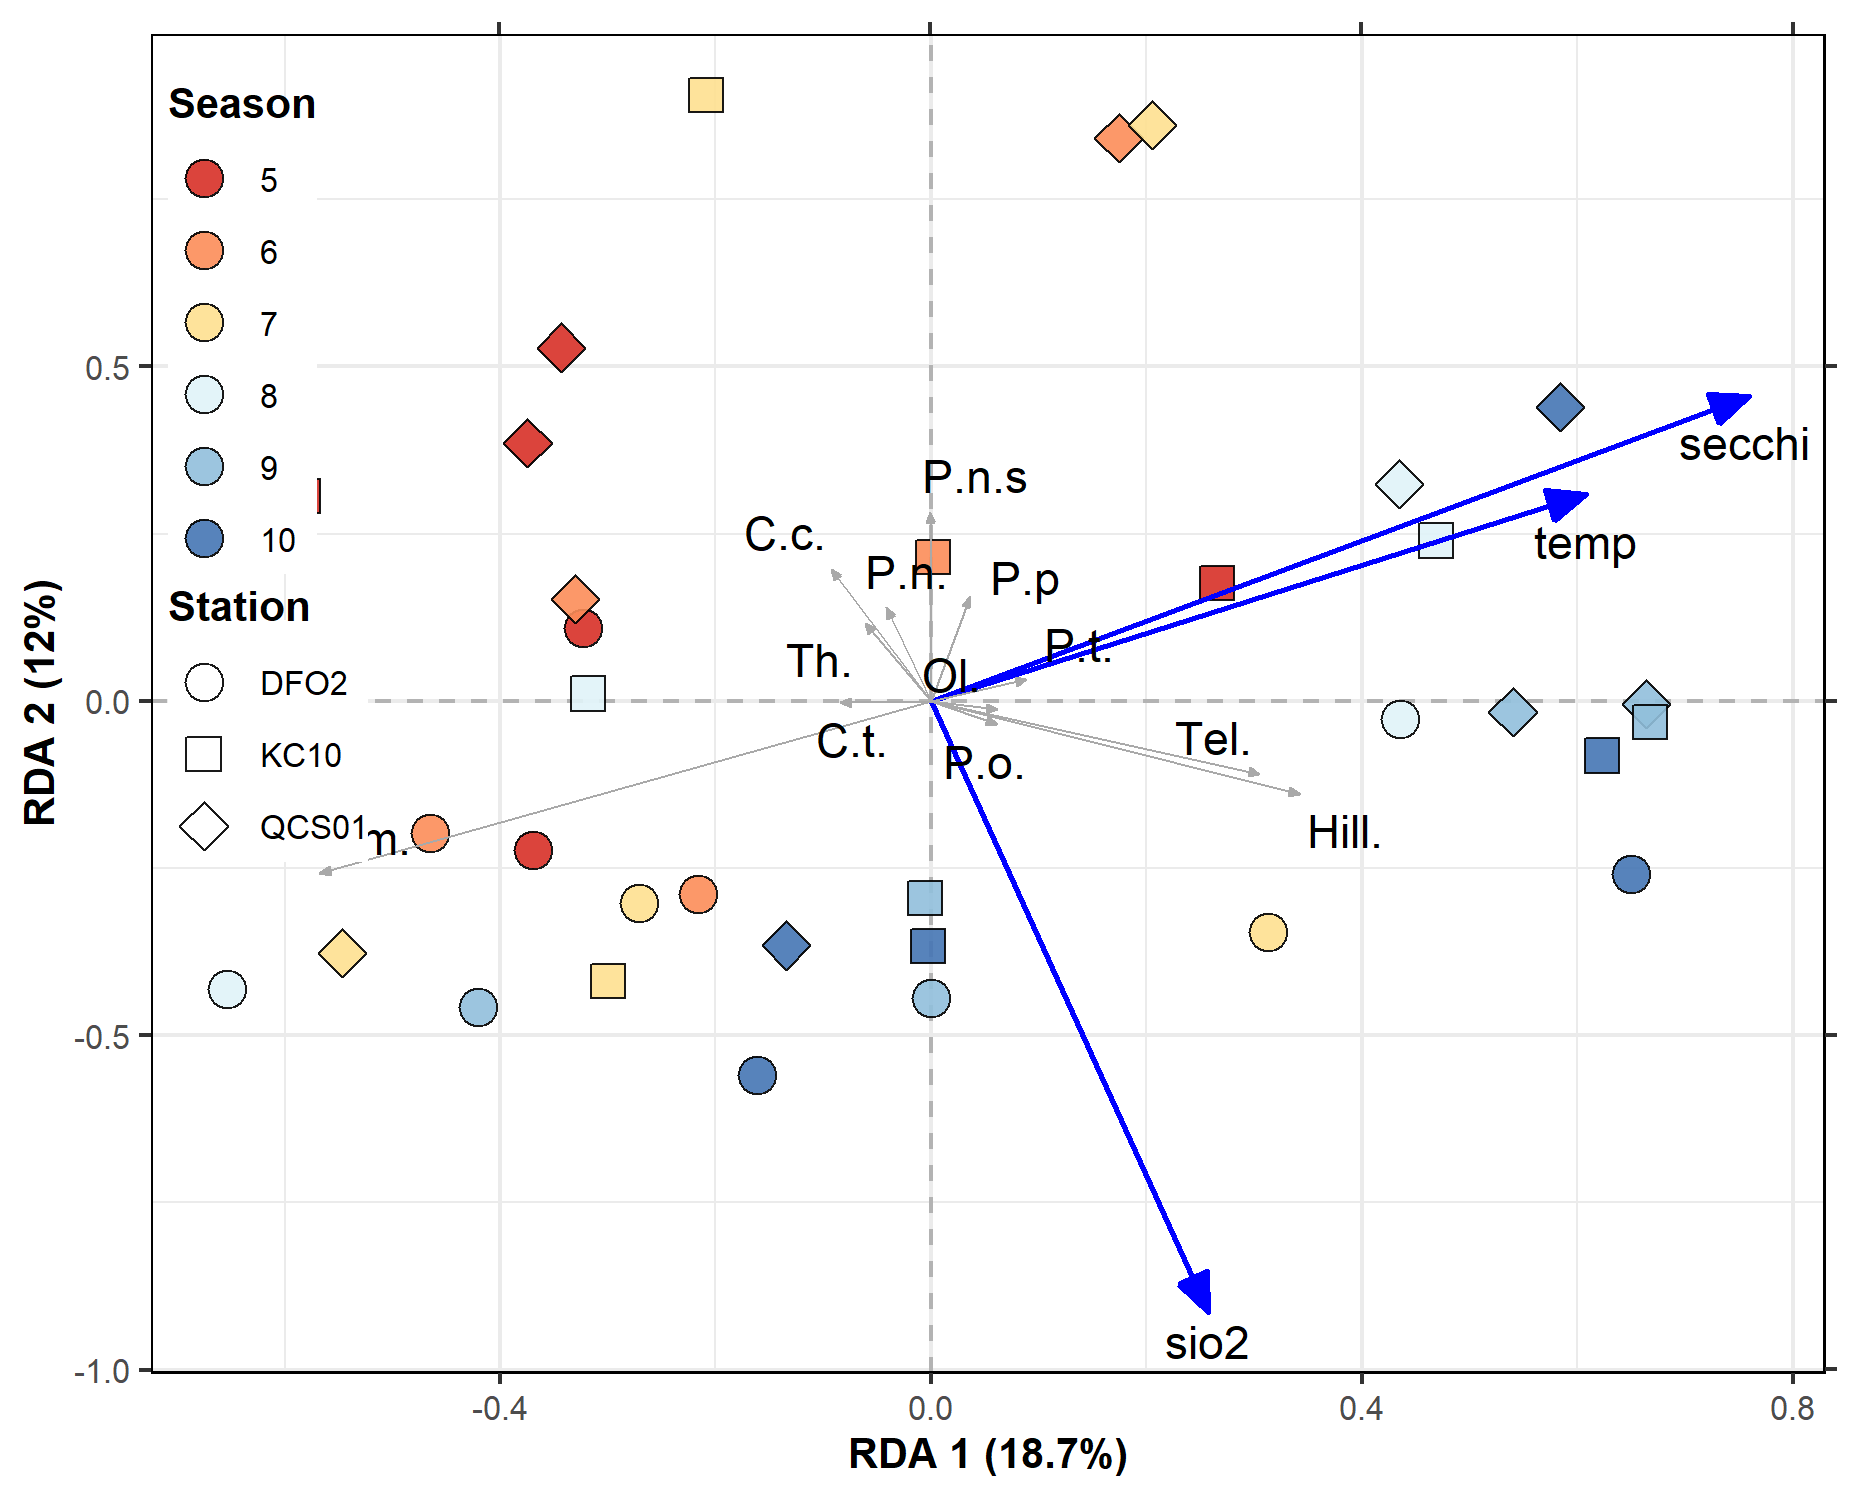 Season
5
6
7
8
9
10
Station
DFO2
KC10
QCS01
m.
P.n.s
C.c.
P.n.
P.p
Th.
Ol.
P.t.
C.t.
P.o.
Tel.
Hill.
secchi
temp
sio2
0.5
0.0
-0.5
-1.0
RDA 2 (12%)
-0.4
0.0
0.4
0.8
RDA 1 (18.7%)